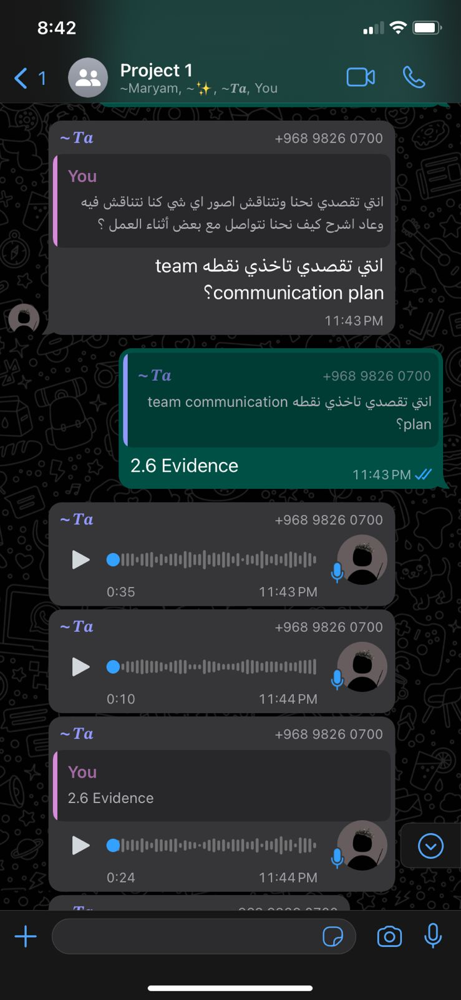 8:42
1
Project 1
~Maryam, ~✨, ~Ta, You
~Ta
+968 9826 0700
You
انتي تقصدي نحنا ونتناقش اصور اي شي كنا نتناقش فيه
وعاد اشرح كيف نحنا نتواصل مع بعض أثناء العمل ؟
انتي تقصدي تاخذي نقطه team
communication plan؟
11:43 PM
~Ta
+968 9826 0700
انتي تقصدي تاخذي نقطه team communication
plan؟
2.6 Evidence
11:43 PM
~Ta
+968 9826 0700
0:35
11:43 PM
~Ta
+968 9826 0700
0:10
11:44 PM
~Ta
+968 9826 0700
You
2.6 Evidence
0:24
11:44 PM